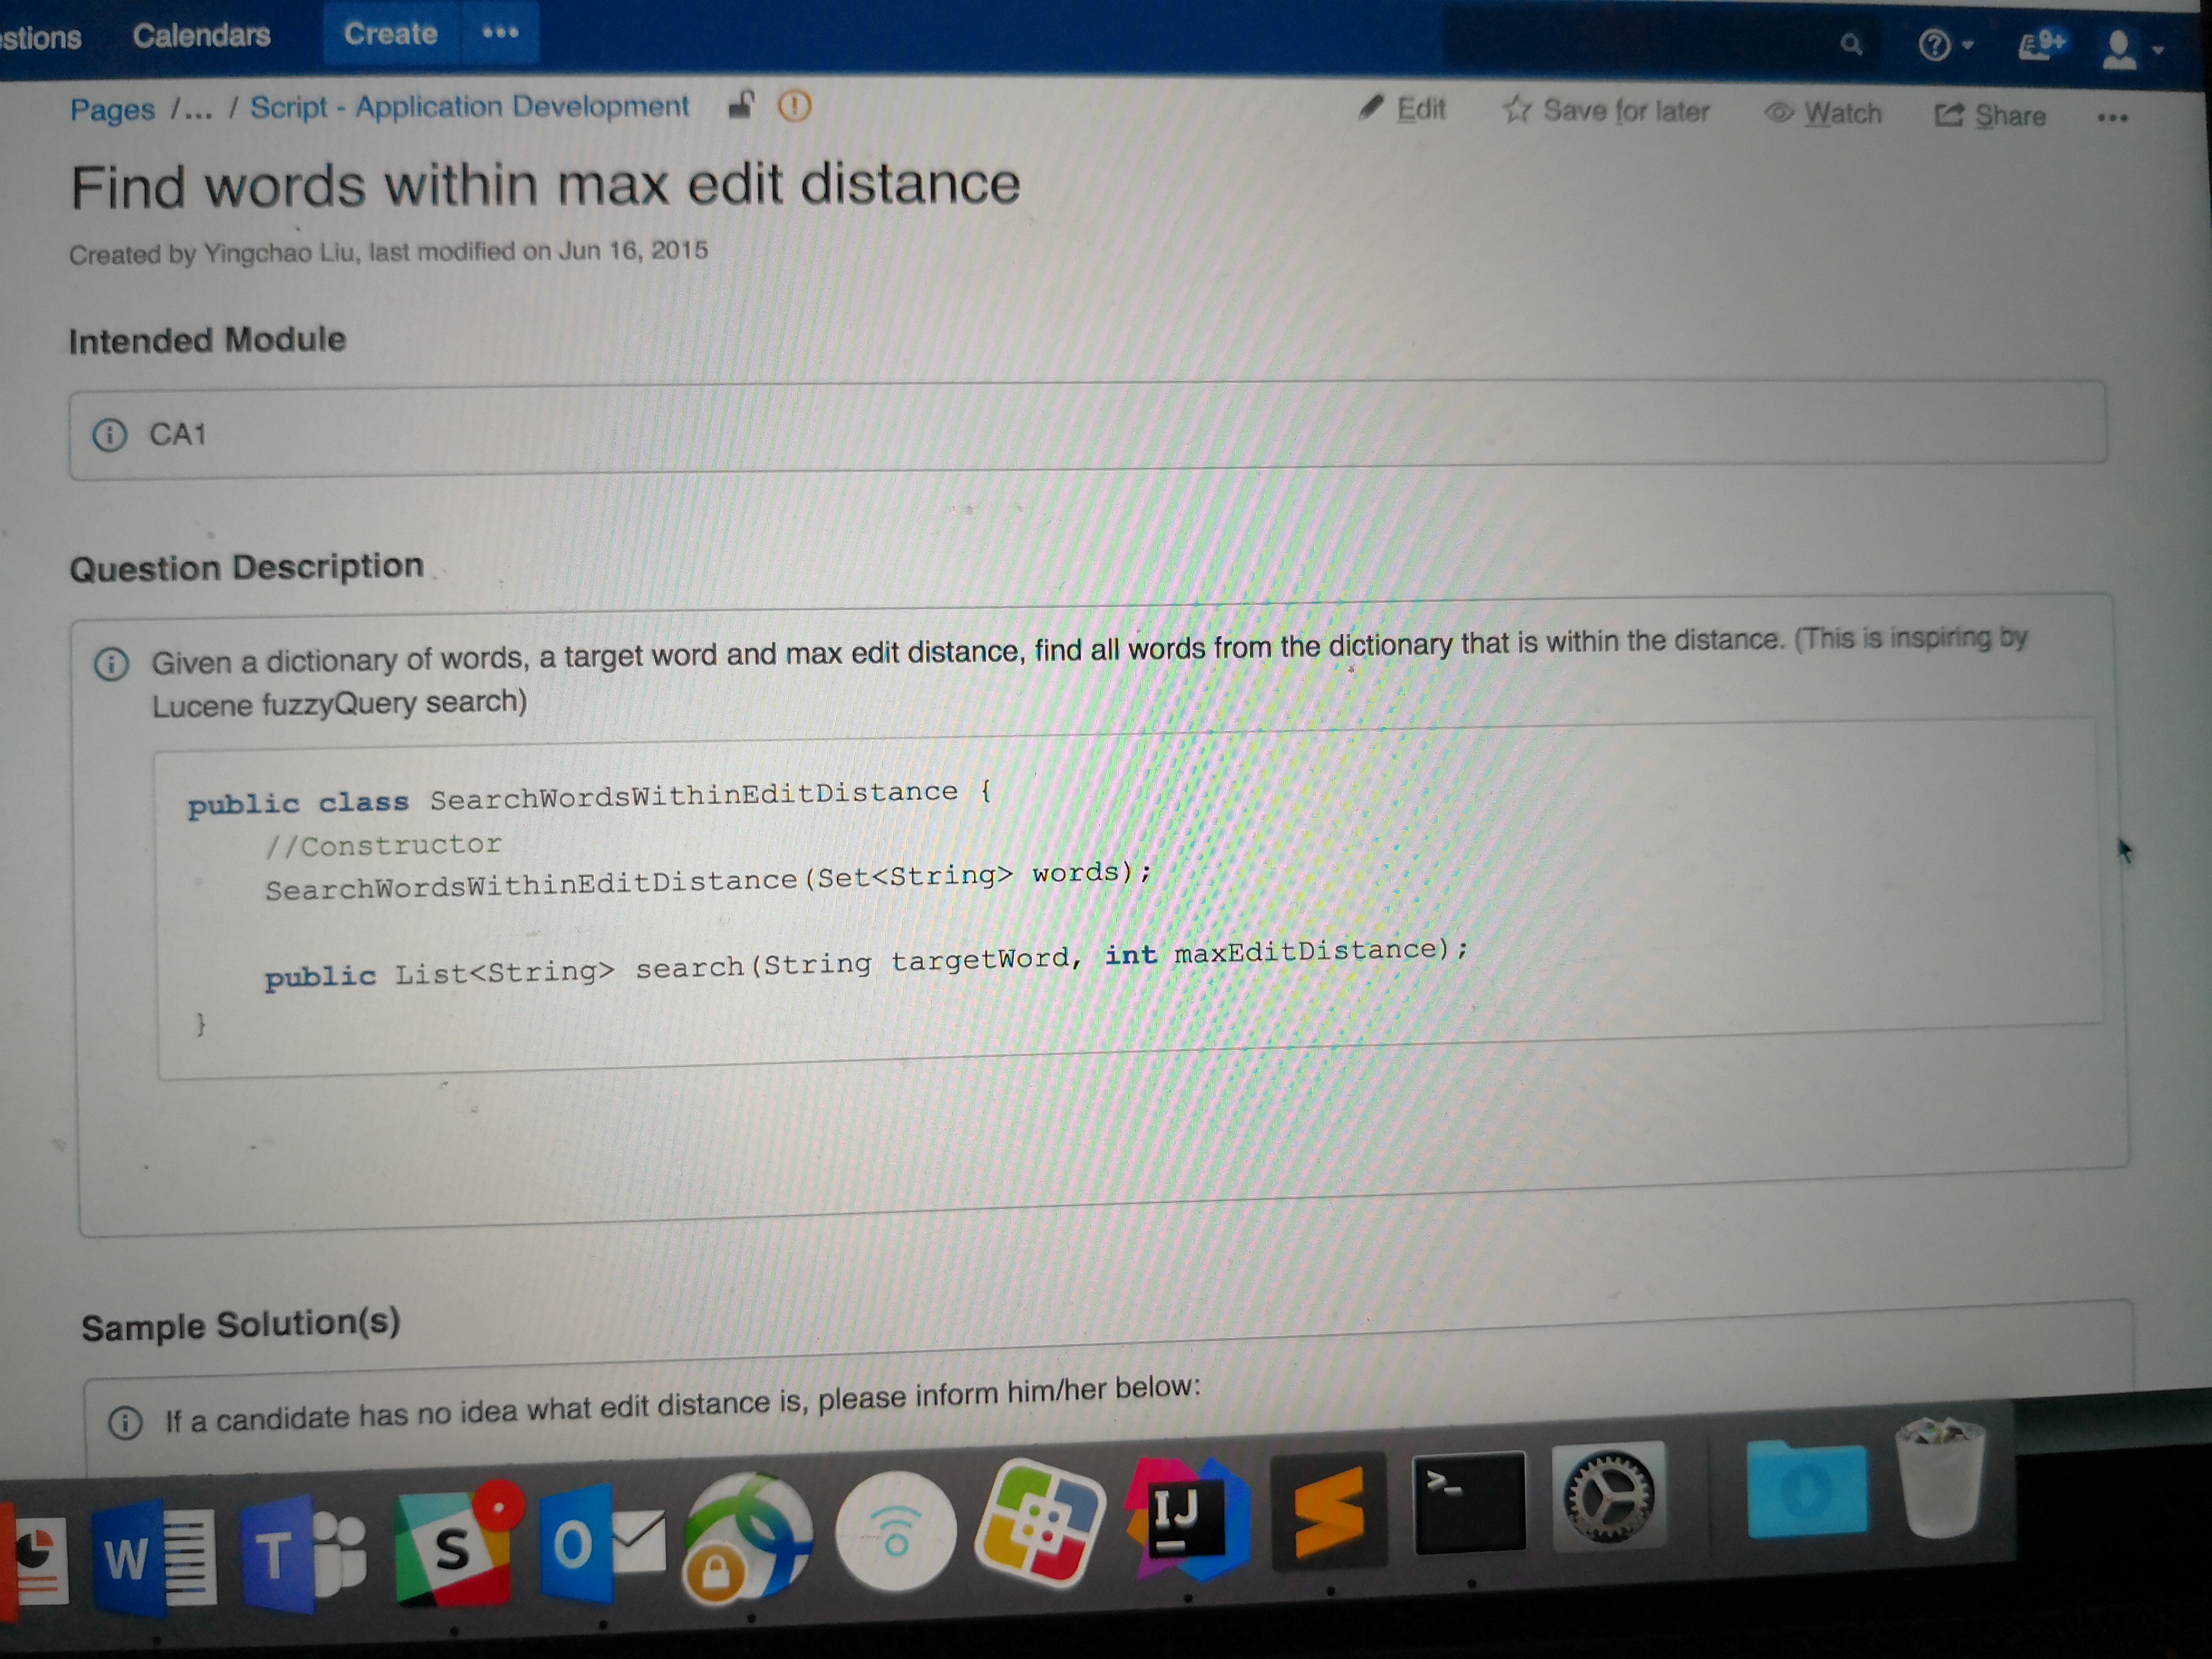 Calendars Create •••
9+
Pages /... / Script - Application Development
Edit Save for later Watch Share •••
Find words within max edit distance
Created by Yingchao Liu, last modified on Jun 16, 2015
Intended Module
CA1
Question Description
Given a dictionary of words, a target word and max edit distance, find all words from the dictionary that is within the distance. (This is inspiring by
Lucene fuzzyQuery search)
public class SearchWordsWithinEditDistance {
//Constructor
SearchWordsWithinEditDistance(Set<String> words);
public List<String> search(String targetWord, int maxEditDistance);
}
Sample Solution(s)
If a candidate has no idea what edit distance is, please inform him/her below:
W T S O IJ >_